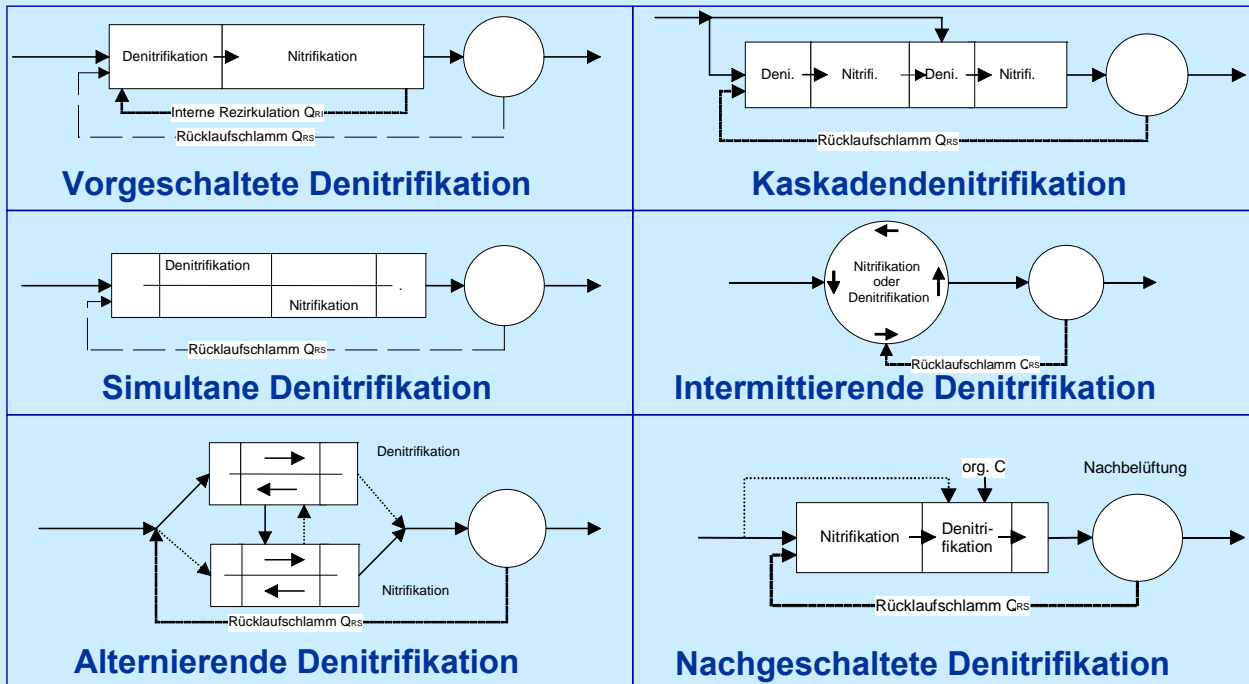 Denitrifikation
Nitrifikation
Interne Rezirkulation QRI
Rücklaufschlamm QRS
Vorgeschaltete Denitrifikation
Deni.
Nitrifi.
Deni.
Nitrifi.
Rücklaufschlamm QRS
Kaskadendenitrifikation
Denitrifikation
Nitrifikation
.
Rücklaufschlamm QRS
Simultane Denitrifikation
Nitrifikation
oder
Denitrifikation
Rücklaufschlamm QRS
Intermittierende Denitrifikation
Denitrifikation
Nitrifikation
Rücklaufschlamm QRS
Alternierende Denitrifikation
org. C
Nachbelüftung
Nitrifikation
Denitri-
fikation
Rücklaufschlamm QRS
Nachgeschaltete Denitrifikation